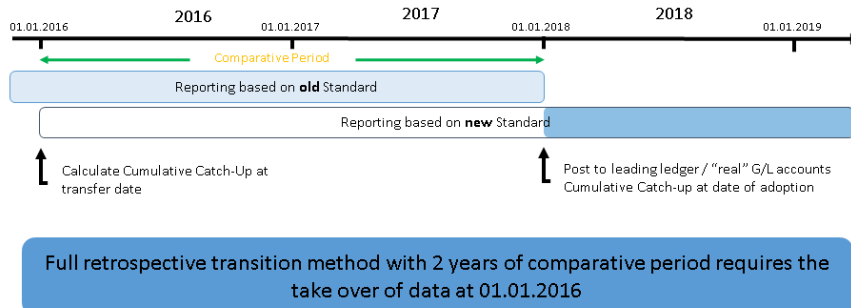 2016
2017
2018
01.01.2016
01.01.2017
01.01.2018
01.01.2019
Comparative Period
Reporting based on old Standard
Reporting based on new Standard
Calculate Cumulative Catch-Up at
transfer date
Post to leading ledger / “real” G/L accounts
Cumulative Catch-up at date of adoption
Full retrospective transition method with 2 years of comparative period requires the
take over of data at 01.01.2016